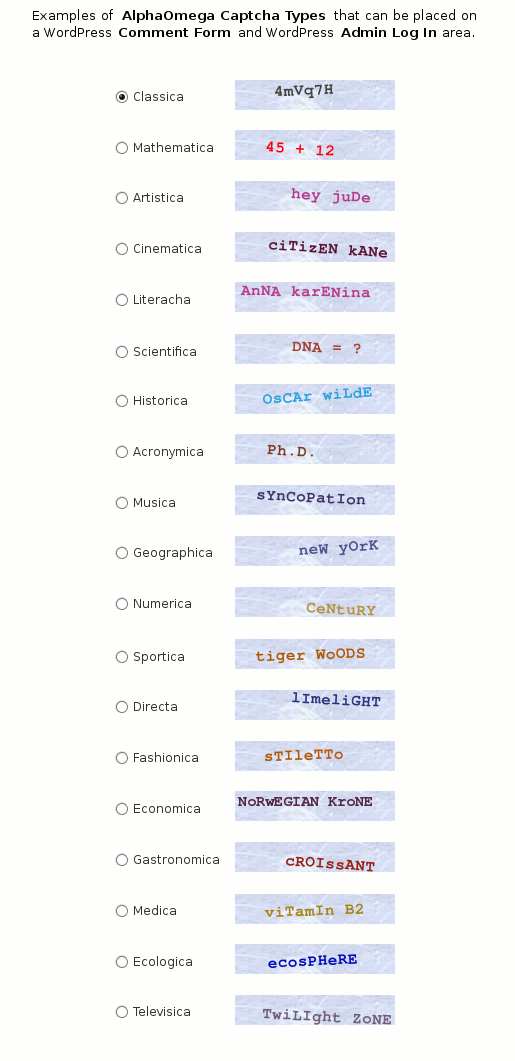 Examples of AlphaOmega Captcha Types that can be placed on
a WordPress Comment Form and WordPress Admin Log In area.
Classica 4mVq7H
Mathematica 45 + 12
Artistica hey juDe
Cinematica ciTizEN kANe
Literacha AnNA karENina
Scientifica DNA = ?
Historica OsCAr wiLdE
Acronymica Ph.D.
Musica sYnCoPatIon
Geographica neW yOrK
Numerica CeNtuRY
Sportica tiger WoODS
Directa lImeliGHT
Fashionica sTIleTTo
Economica NoRwEGIAN KroNE
Gastronomica cROIssANT
Medica viTamIn B2
Ecologica ecosPHeRE
Televisica TwiLIght ZoNE